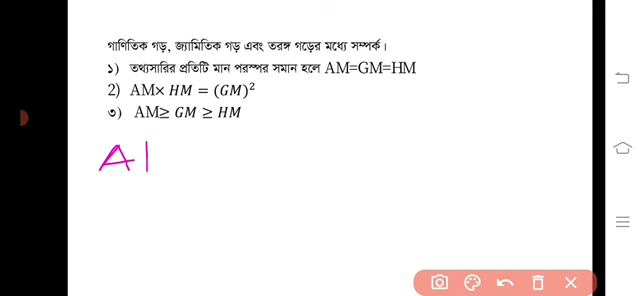 গাণিতিক গড়, জ্যামিতিক গড় এবং তরঙ্গ গড়ের মধ্যে সম্পর্ক।
১) তথ্যসারির প্রতিটি মান পরস্পর সমান হলে AM=GM=HM
2) AM× HM = (GM)²
৩) AM≥ GM ≥ HM
A|